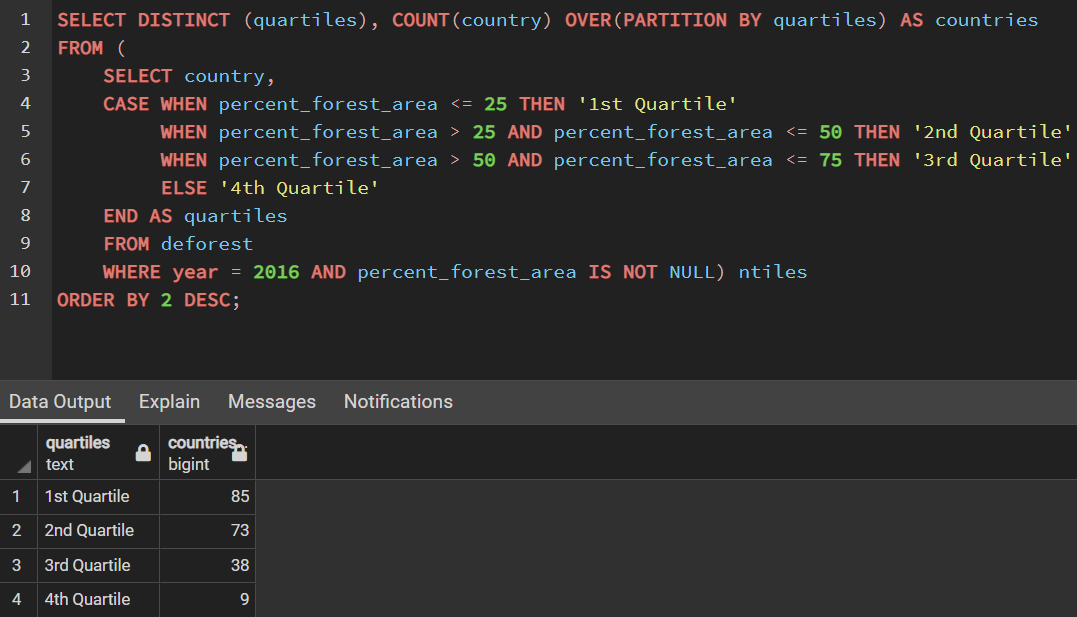 1 SELECT DISTINCT (quartiles), COUNT(country) OVER(PARTITION BY quartiles) AS countries
2 FROM (
3 SELECT country,
4 CASE WHEN percent_forest_area <= 25 THEN '1st Quartile'
5 WHEN percent_forest_area > 25 AND percent_forest_area <= 50 THEN '2nd Quartile'
6 WHEN percent_forest_area > 50 AND percent_forest_area <= 75 THEN '3rd Quartile'
7 ELSE '4th Quartile'
8 END AS quartiles
9 FROM deforest
10 WHERE year = 2016 AND percent_forest_area IS NOT NULL) ntiles
11 ORDER BY 2 DESC;
Data Output Explain Messages Notifications
quartiles countries
text bigint
1 1st Quartile 85
2 2nd Quartile 73
3 3rd Quartile 38
4 4th Quartile 9